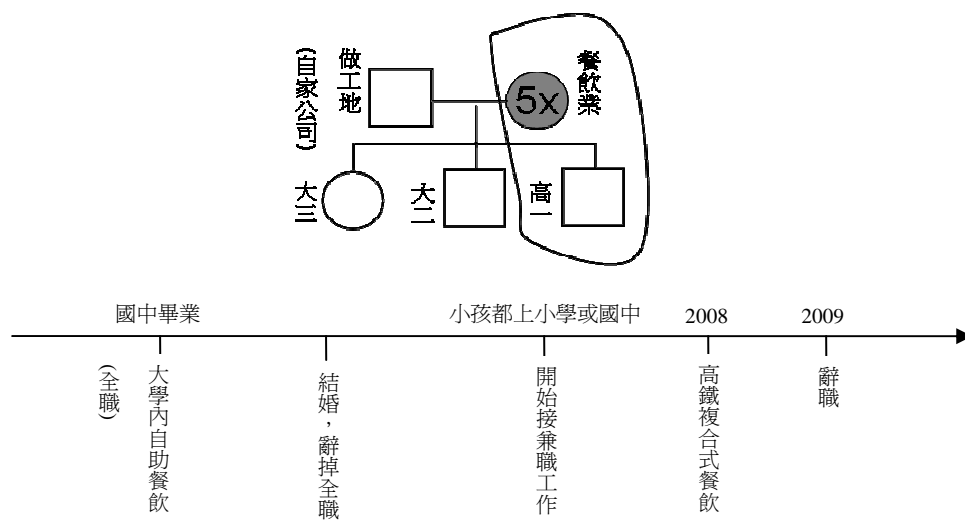 做工地
(自家公司)
5x
餐飲業
大三
大二
高一
國中畢業
小孩都上小學或國中
2008
2009
大學內自助餐飲
(全職)
結婚，辭掉全職
開始接兼職工作
高鐵複合式餐飲
辭職